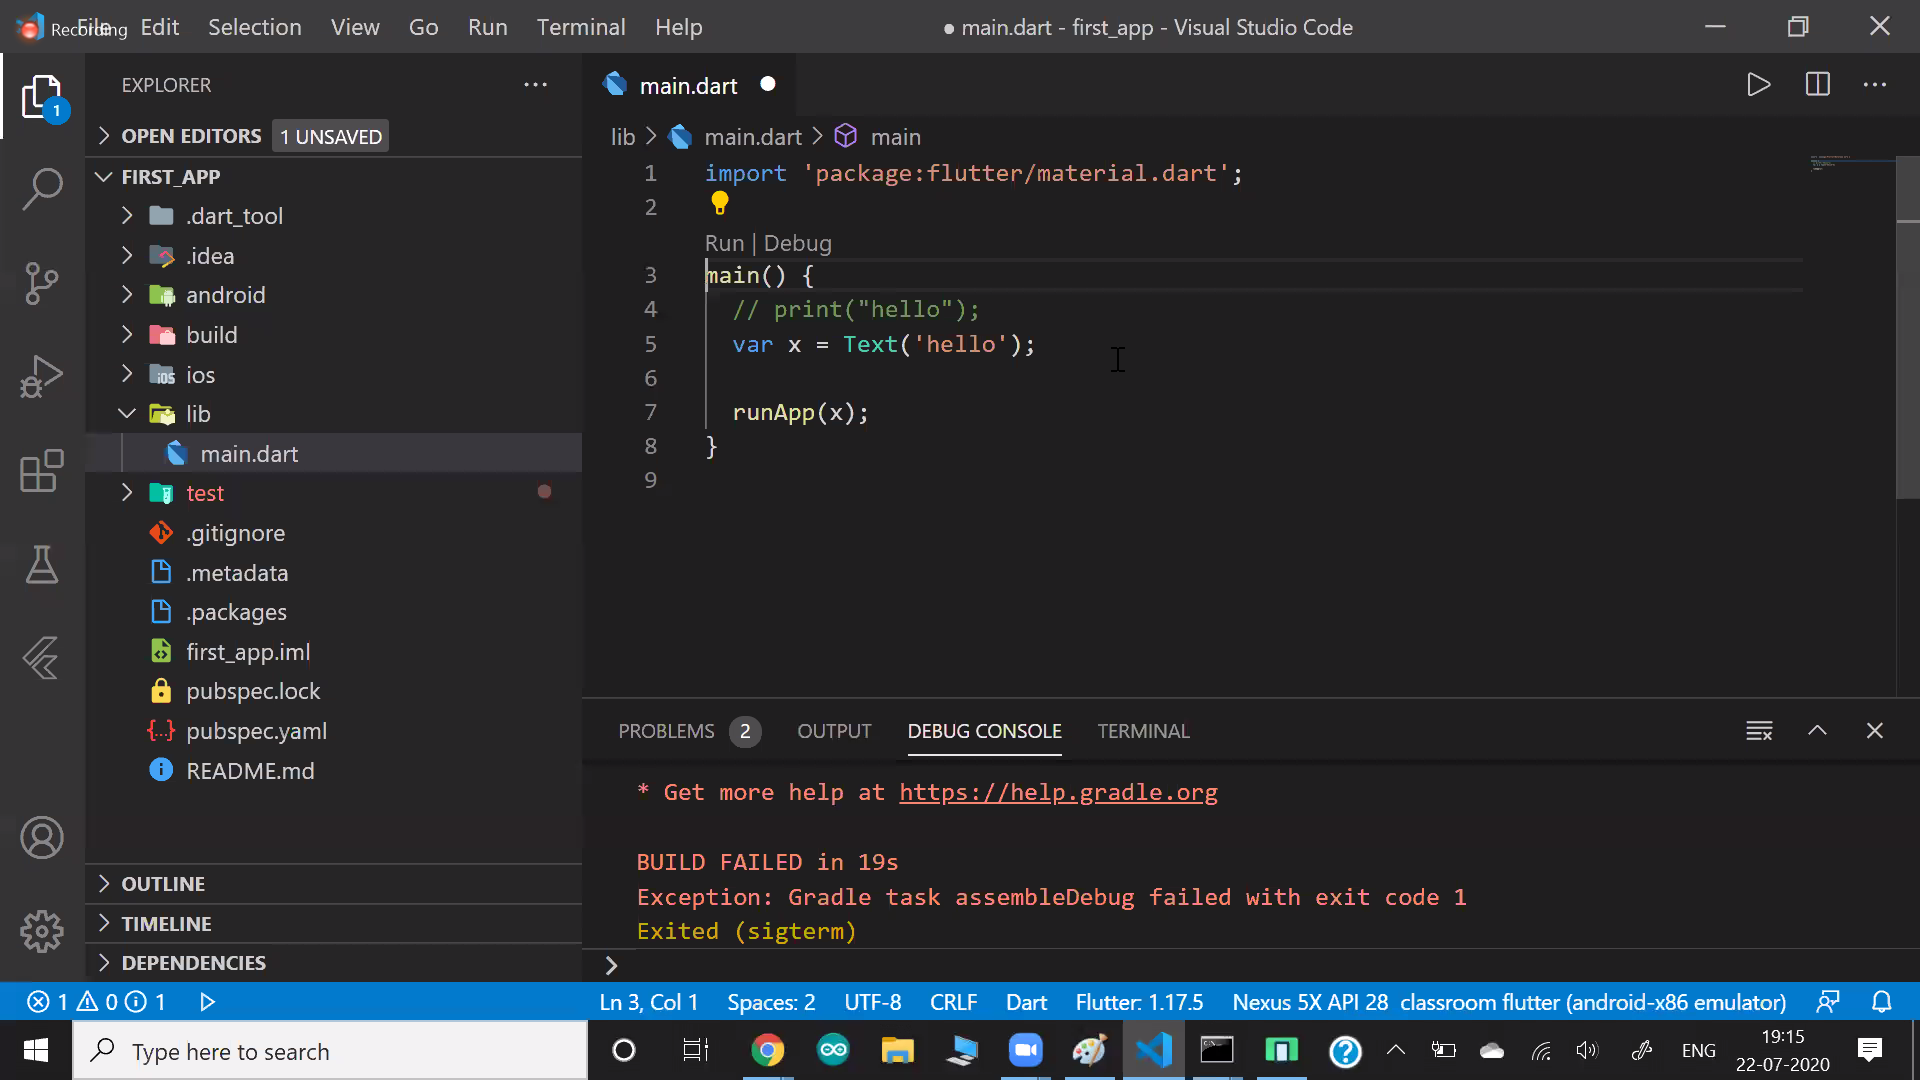 Recording
File Edit Selection View Go Run Terminal Help
● main.dart - first_app - Visual Studio Code
EXPLORER
OPEN EDITORS 1 UNSAVED
FIRST_APP
.dart_tool
.idea
android
build
ios
lib
main.dart
test
.gitignore
.metadata
.packages
first_app.iml
pubspec.lock
pubspec.yaml
README.md
OUTLINE
TIMELINE
DEPENDENCIES
1
main.dart
lib > main.dart > main
1 import 'package:flutter/material.dart';
2
Run | Debug
3 main() {
4 // print("hello");
5 var x = Text('hello');
6
7 runApp(x);
8 }
9
PROBLEMS 2 OUTPUT DEBUG CONSOLE TERMINAL
* Get more help at https://help.gradle.org
BUILD FAILED in 19s
Exception: Gradle task assembleDebug failed with exit code 1
Exited (sigterm)
1 0 1 Ln 3, Col 1 Spaces: 2 UTF-8 CRLF Dart Flutter: 1.17.5 Nexus 5X API 28 classroom flutter (android-x86 emulator)
Type here to search
ENG
19:15
22-07-2020